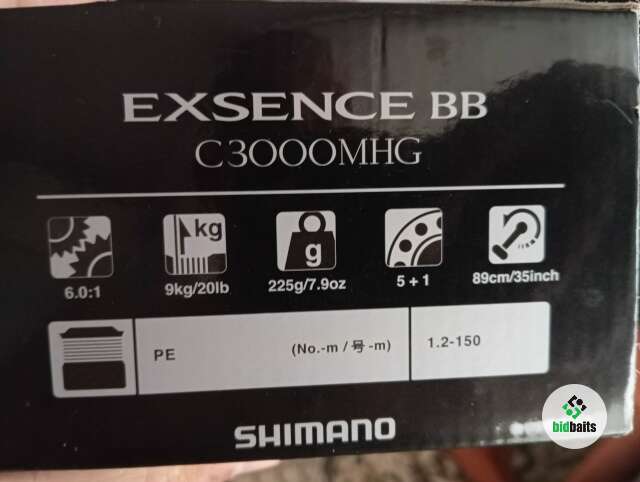 EXSENCE BB
C3000MHG
kg
g
6.0:1
9kg/20lb
225g/7.9oz
5+1
89cm/35inch
PE
(No.-m / 号-m)
1.2-150
SHIMANO
bidbaits